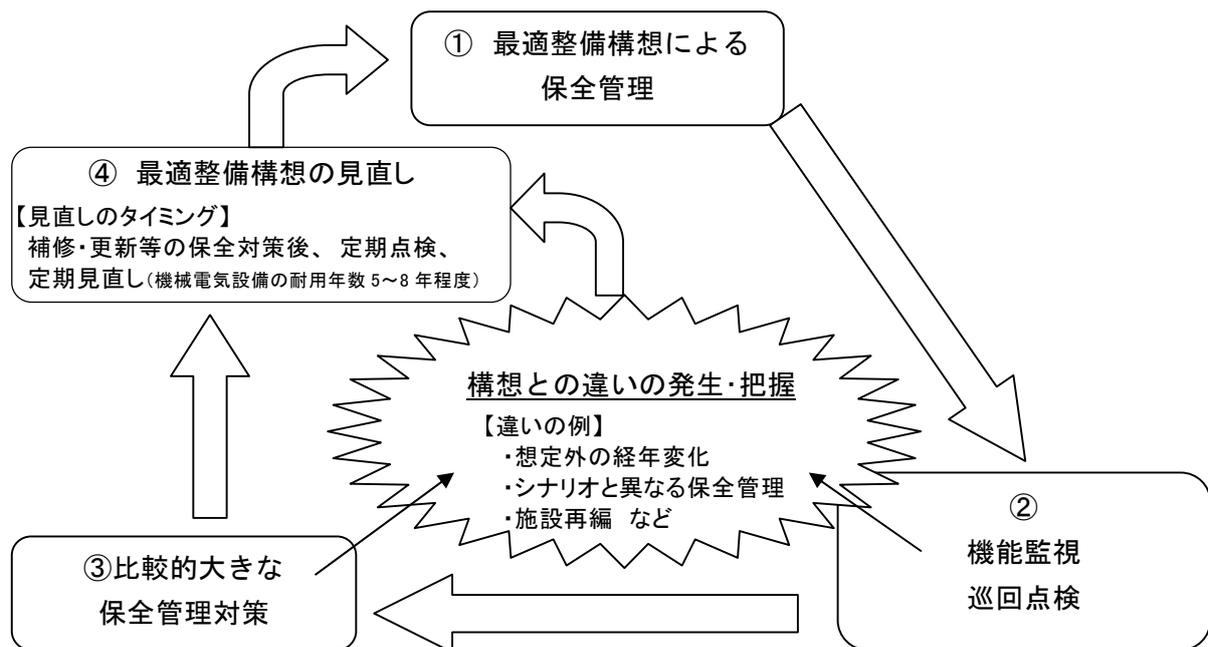 ① 最適整備構想による
保全管理
④ 最適整備構想の見直し
【見直しのタイミング】
補修・更新等の保全対策後、 定期点検、
定期見直し(機械電気設備の耐用年数 5～8 年程度)
構想との違いの発生・把握
【違いの例】
・想定外の経年変化
・シナリオと異なる保全管理
・施設再編 など
②
機能監視
巡回点検
③比較的大きな
保全管理対策